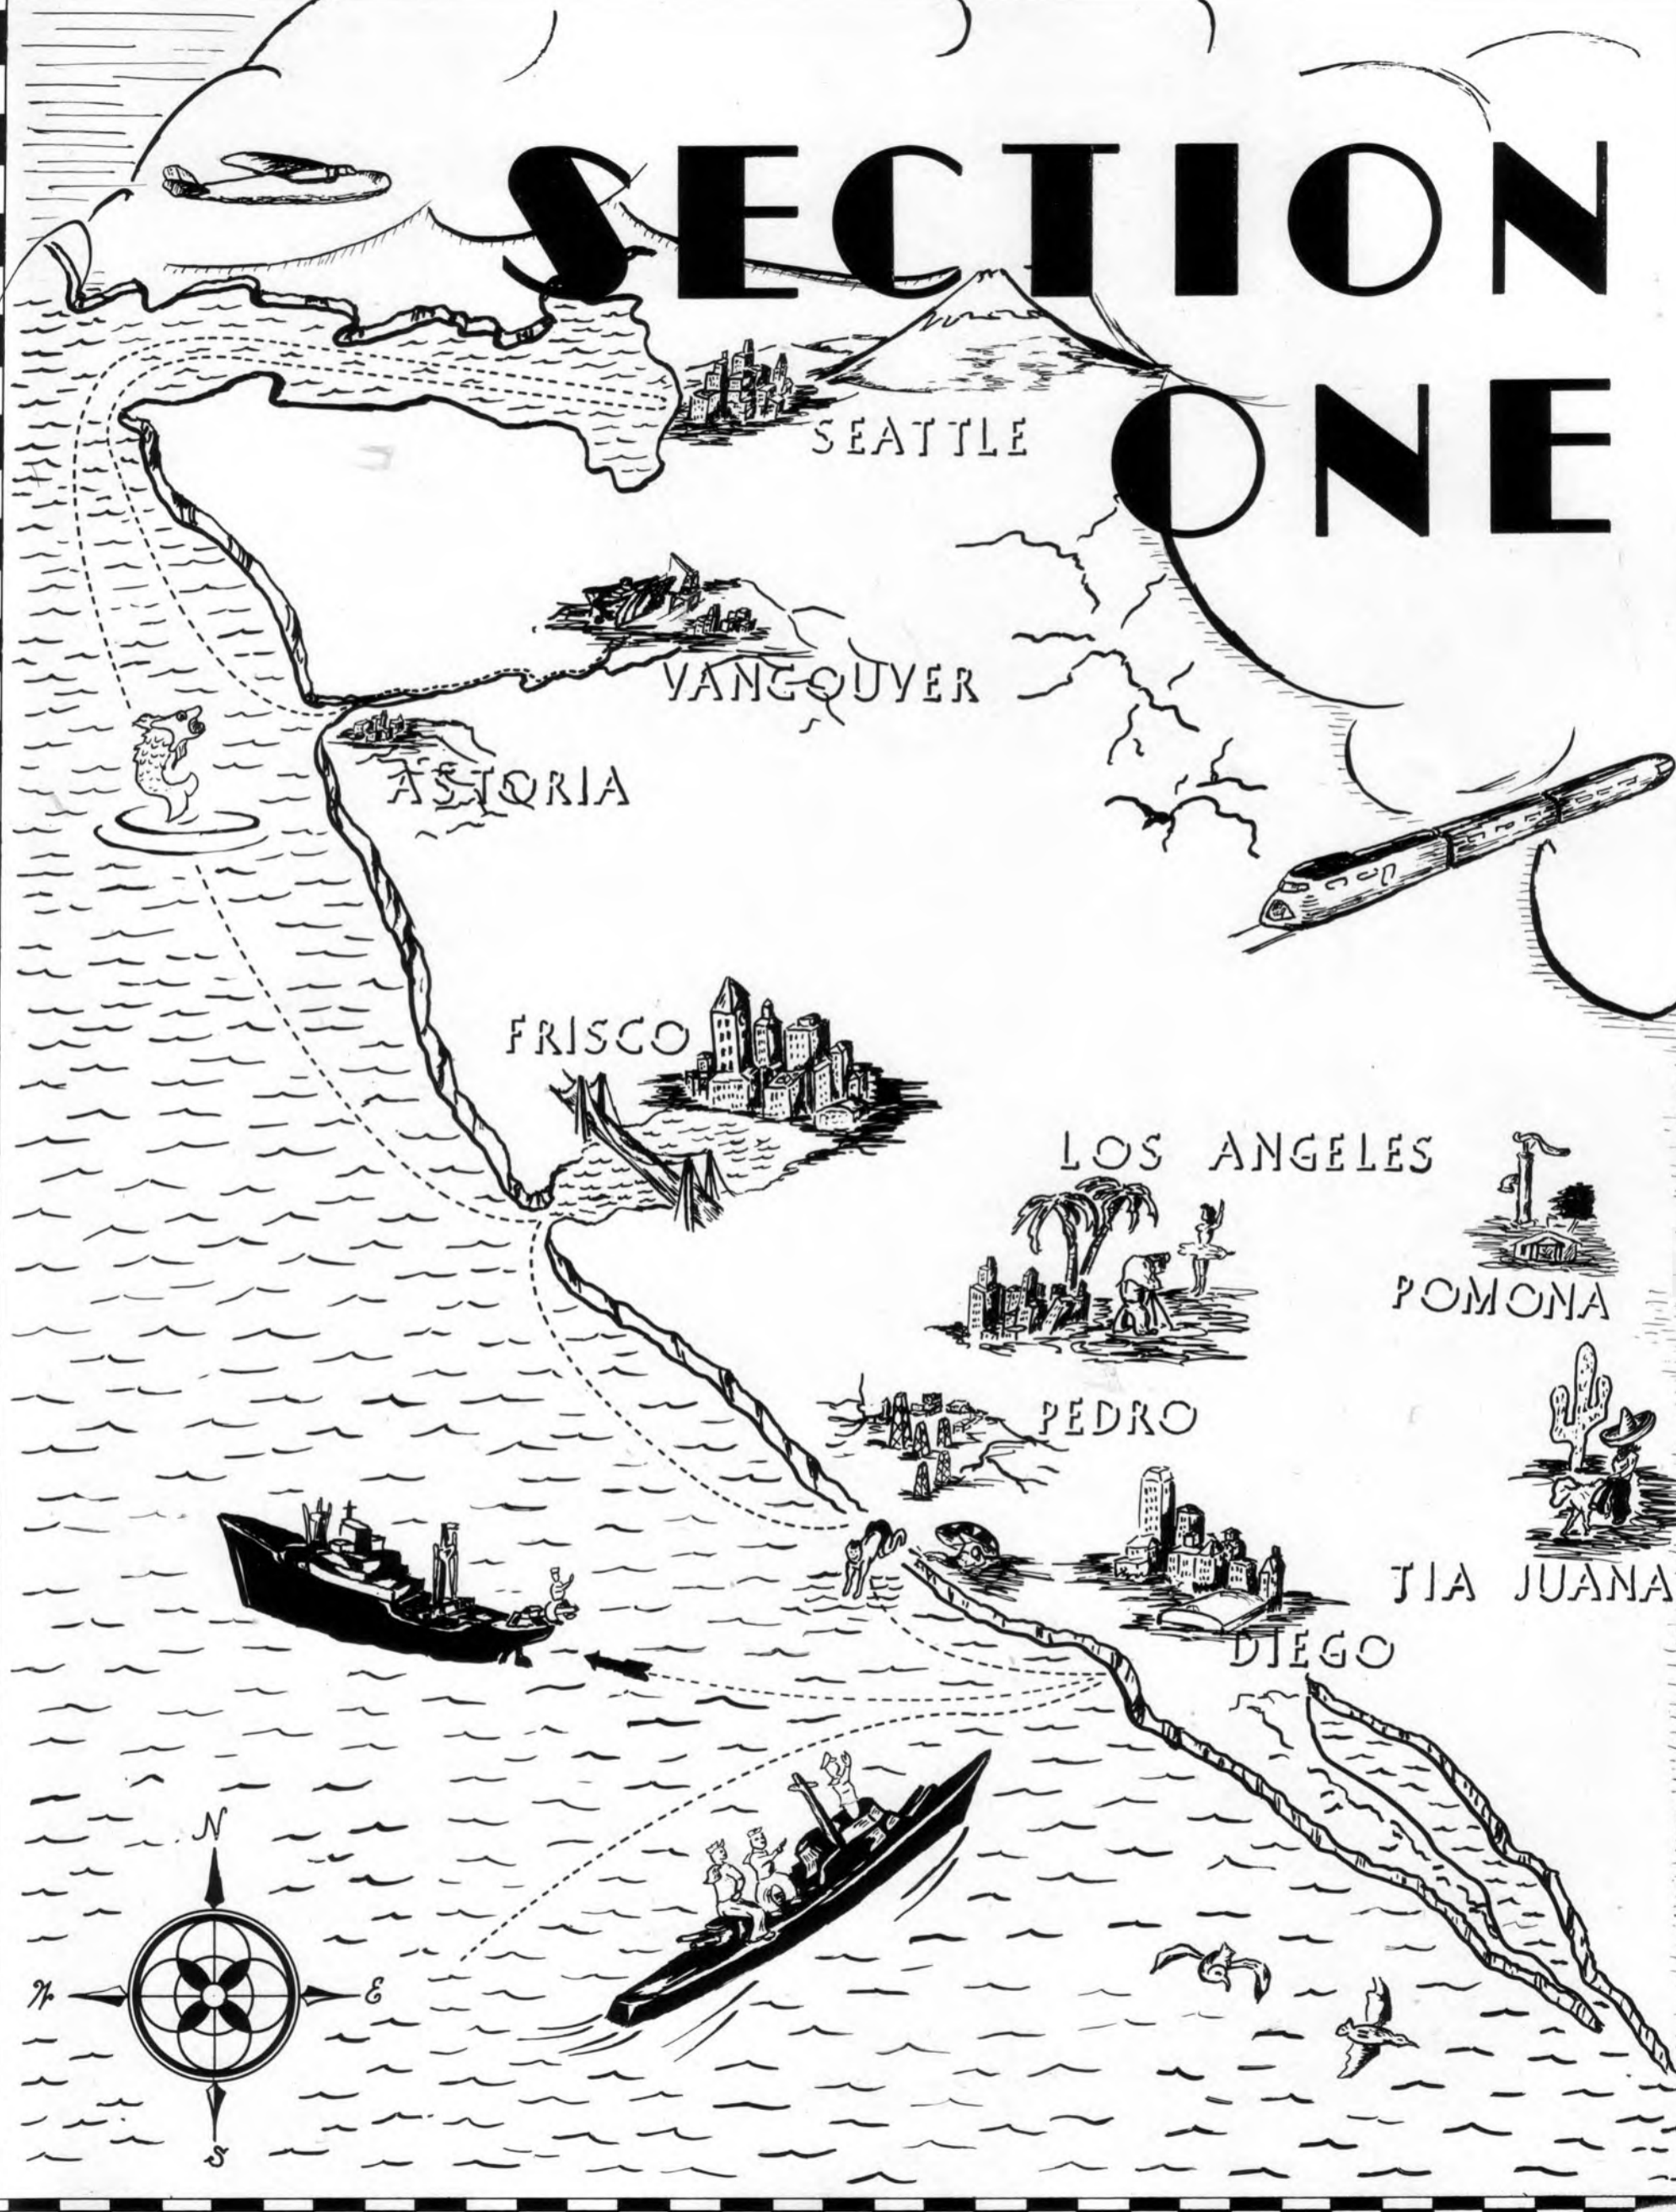 SECTION
ONE
SEATTLE
VANCOUVER
ASTORIA
FRISCO
LOS ANGELES
POMONA
PEDRO
TIA JUANA
DIEGO
N
W E
S